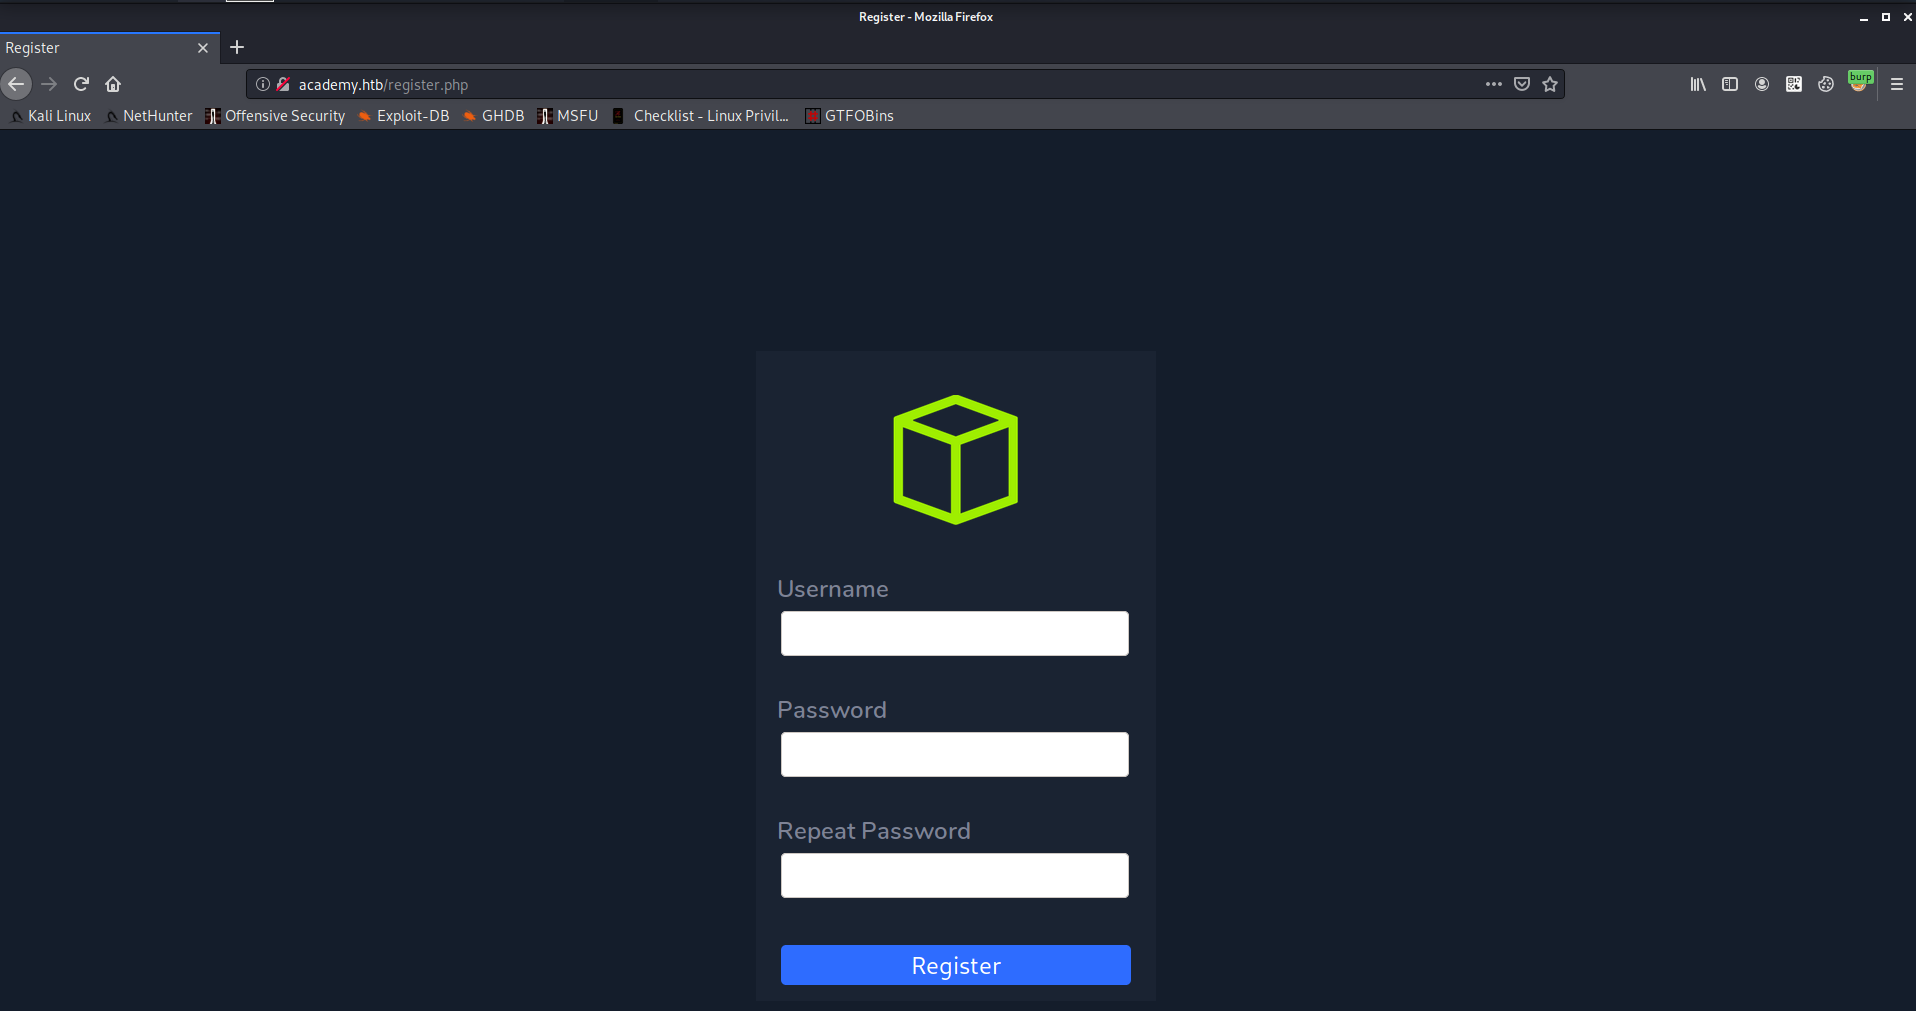 Register - Mozilla Firefox
Register
academy.htb/register.php
burp
Kali Linux NetHunter Offensive Security Exploit-DB GHDB MSFU Checklist - Linux Privil... GTFOBins
Username
Password
Repeat Password
Register